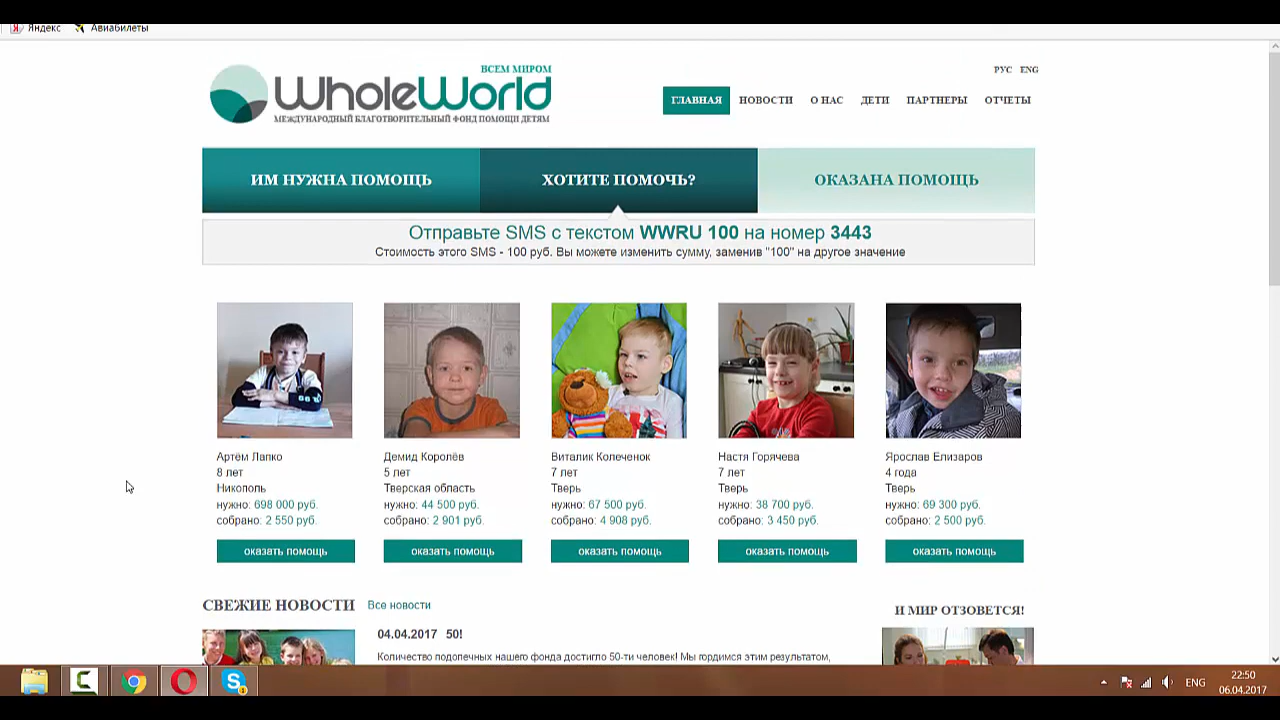 Яндекс Авиабилеты
ВСЕМ МИРОМ
WholeWorld
МЕЖДУНАРОДНЫЙ БЛАГОТВОРИТЕЛЬНЫЙ ФОНД ПОМОЩИ ДЕТЯМ
РУС ENG
ГЛАВНАЯ НОВОСТИ О НАС ДЕТИ ПАРТНЕРЫ ОТЧЕТЫ
ИМ НУЖНА ПОМОЩЬ ХОТИТЕ ПОМОЧЬ? ОКАЗАНА ПОМОЩЬ
Отправьте SMS с текстом WWRU 100 на номер 3443
Стоимость этого SMS - 100 руб. Вы можете изменить сумму, заменив "100" на другое значение
Артём Лапко
8 лет
Никополь
нужно: 698 000 руб.
собрано: 2 550 руб.
оказать помощь
Демид Королёв
5 лет
Тверская область
нужно: 44 500 руб.
собрано: 2 901 руб.
оказать помощь
Виталик Колеченок
7 лет
Тверь
нужно: 67 500 руб.
собрано: 4 908 руб.
оказать помощь
Настя Горячева
7 лет
Тверь
нужно: 38 700 руб.
собрано: 3 450 руб.
оказать помощь
Ярослав Елизаров
4 года
Тверь
нужно: 69 300 руб.
собрано: 2 500 руб.
оказать помощь
СВЕЖИЕ НОВОСТИ Все новости
04.04.2017 50!
Количество подопечных нашего фонда достигло 50-ти человек! Мы гордимся этим результатом,
И МИР ОТЗОВЕТСЯ!
ENG
22:50
06.04.2017